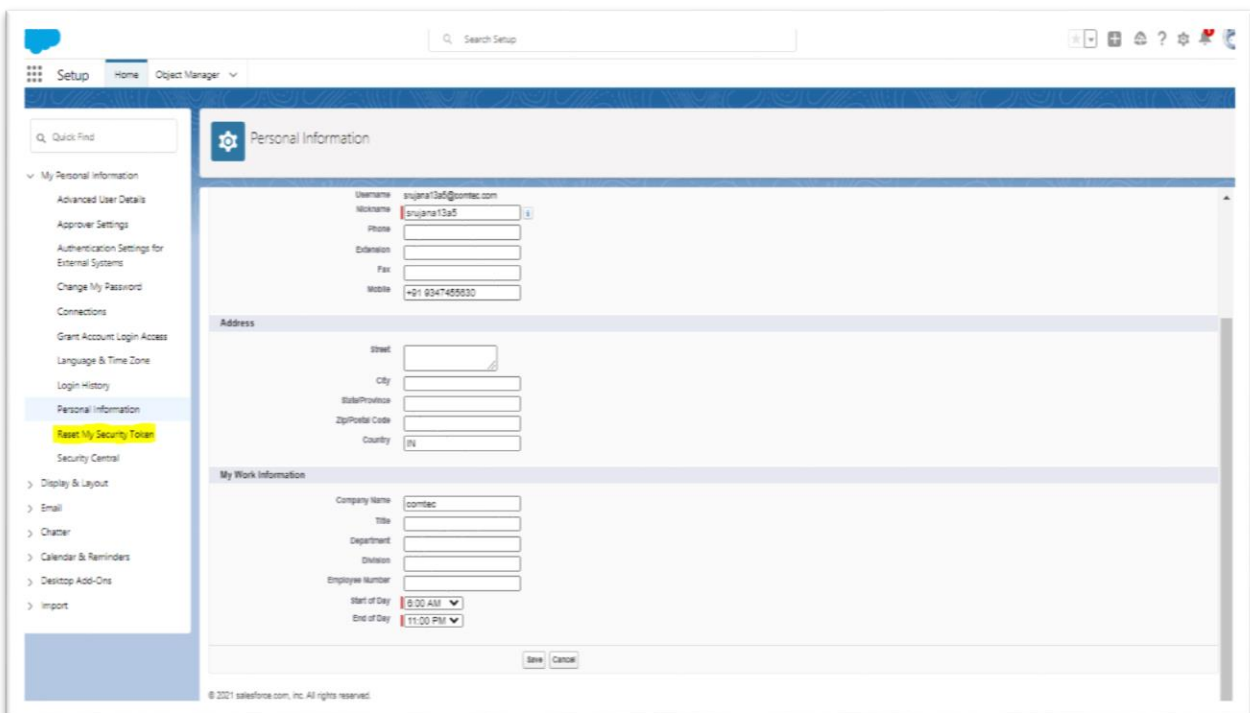 Search Setup
Setup Home Object Manager
Quick Find
My Personal Information
Advanced User Details
Approver Settings
Authentication Settings for
External Systems
Change My Password
Connections
Grant Account Login Access
Language & Time Zone
Login History
Personal Information
Reset My Security Token
Security Central
Display & Layout
Email
Chatter
Calendar & Reminders
Desktop Add-Ons
Import
Personal Information
Username srujana13a5@comtec.com
Nickname srujana13a5
Phone
Extension
Fax
Mobile +91 9347455630
Address
Street
City
State/Province
Zip/Postal Code
Country IN
My Work Information
Company Name comtec
Title
Department
Division
Employee Number
Start of Day 6:00 AM
End of Day 11:00 PM
Save Cancel
© 2021 salesforce.com, inc. All rights reserved.